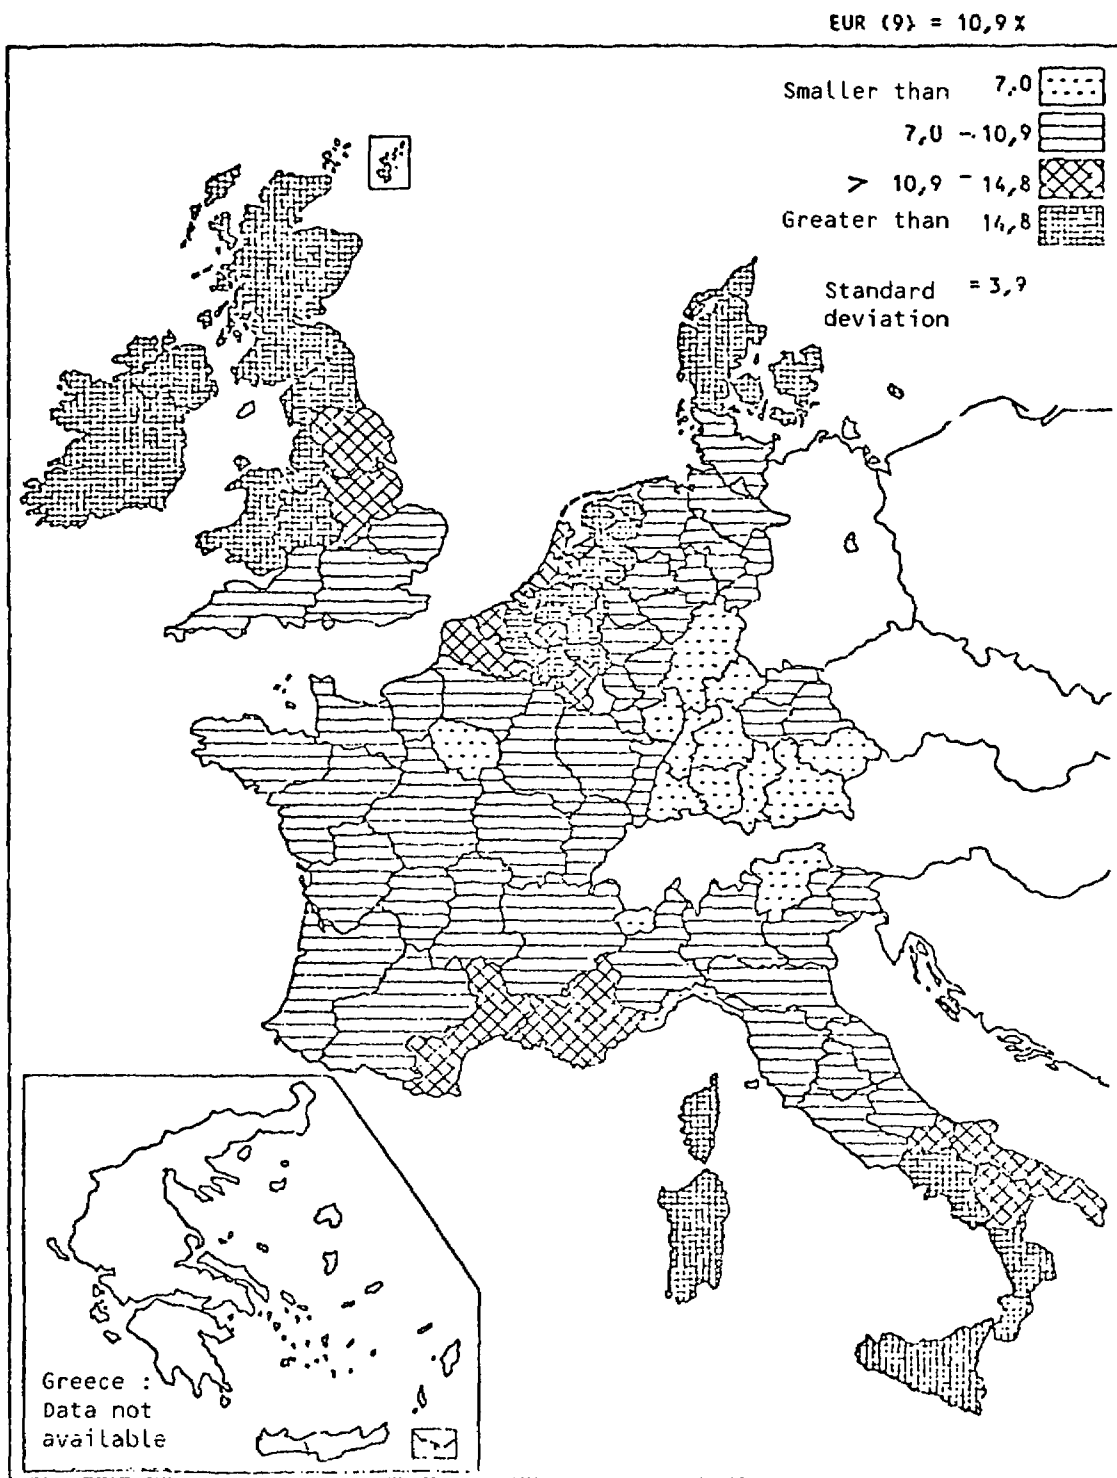 EUR (9) = 10,9 %
Smaller than 7,0
7,0 - 10,9
> 10,9 - 14,8
Greater than 14,8
Standard = 3,9
deviation
Greece :
Data not
available